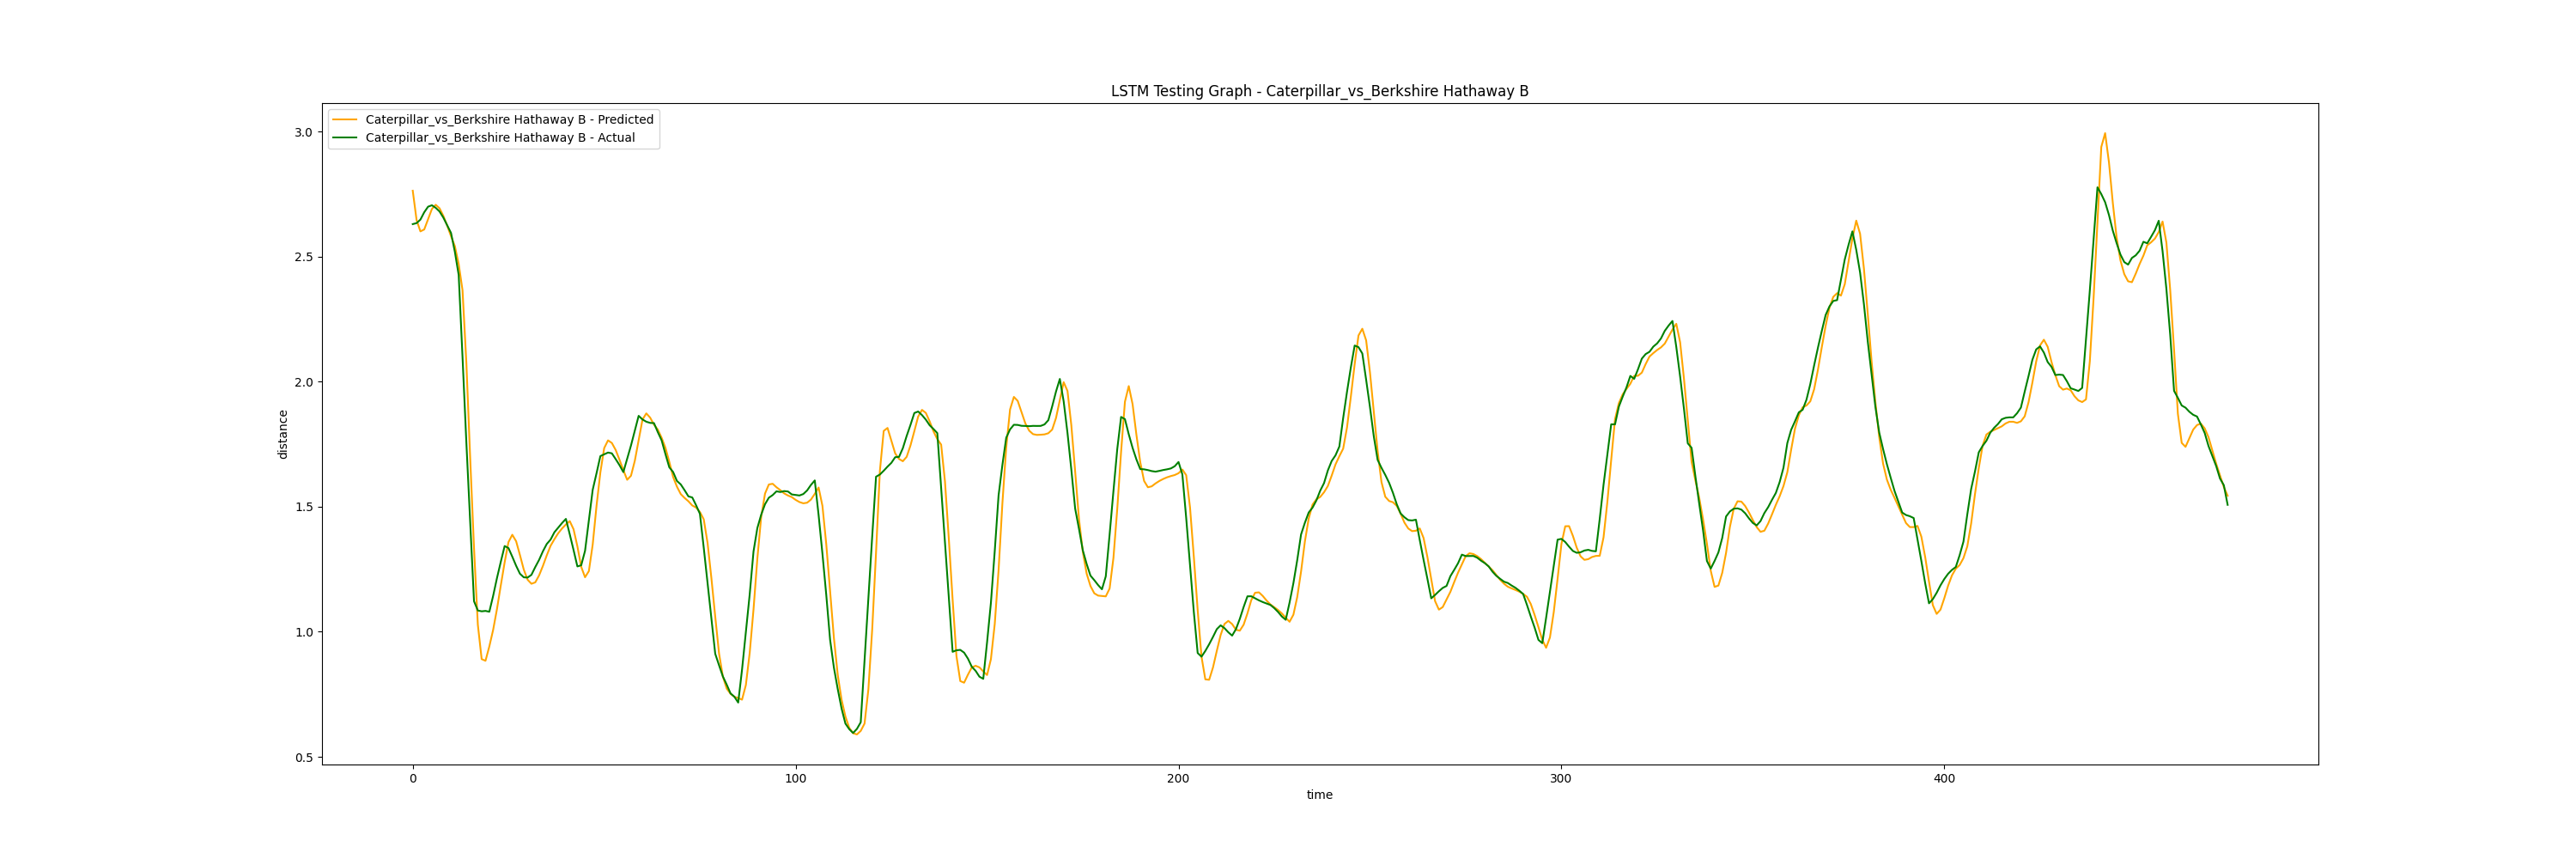 LSTM Testing Graph - Caterpillar_vs_Berkshire Hathaway B
Caterpillar_vs_Berkshire Hathaway B - Predicted
Caterpillar_vs_Berkshire Hathaway B - Actual
3.0
2.5
2.0
1.5
1.0
0.5
distance
0 100 200 300 400
time